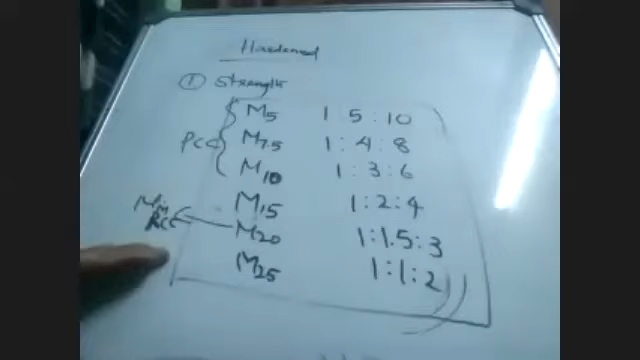 Hardened
① Strength
M5 1 5 : 10
PCC M7.5 1 : 4 : 8
M10 1 : 3 : 6
M15 1 : 2 : 4
Min RCC M20 1 : 1.5 : 3
M25 1 : 1 : 2